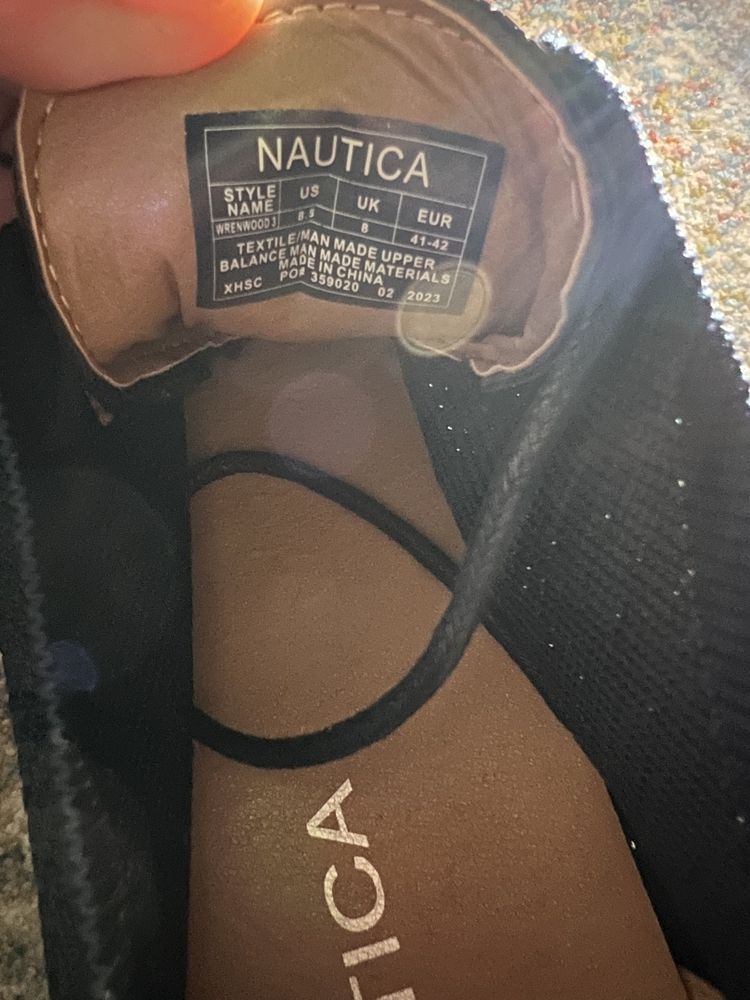 NAUTICA
STYLE NAME US UK EUR
WRENWOOD 3 8.5 8 41-42
TEXTILE/MAN MADE UPPER
BALANCE MAN MADE MATERIALS
MADE IN CHINA
XHSC PO# 359020 02 2023
TICA